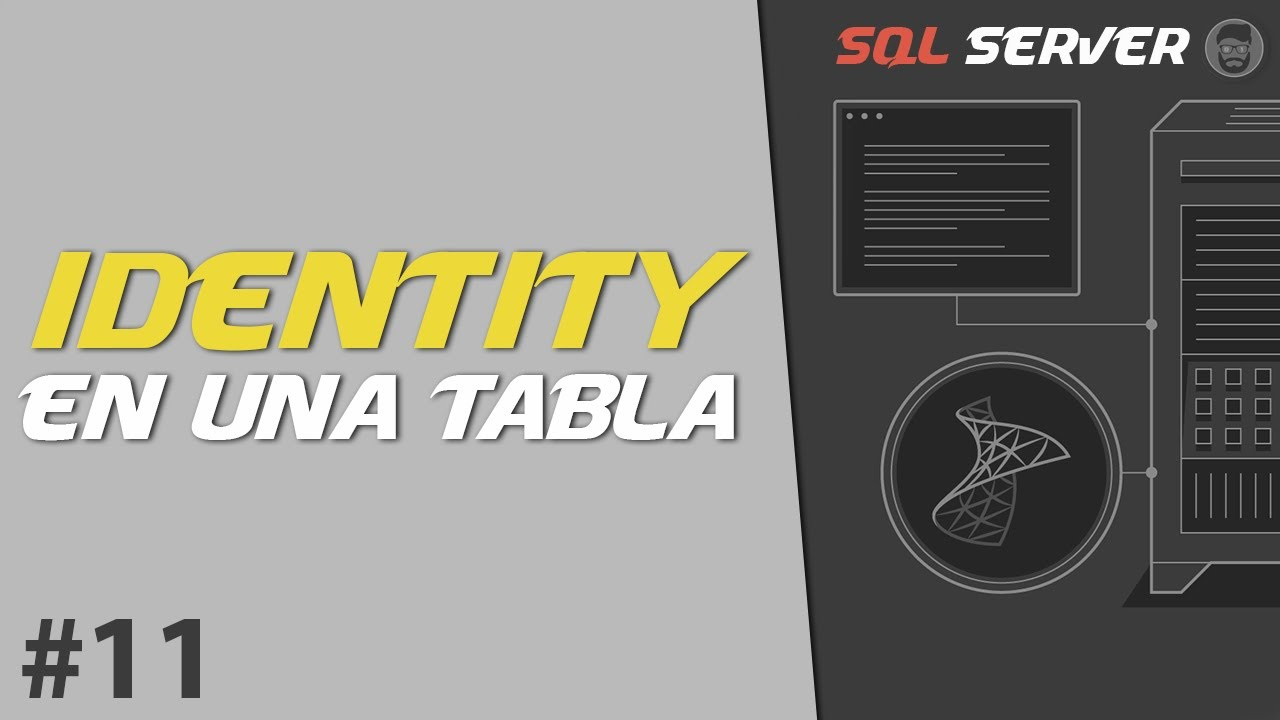 SQL SERVER
IDENTITY
EN UNA TABLA
#11